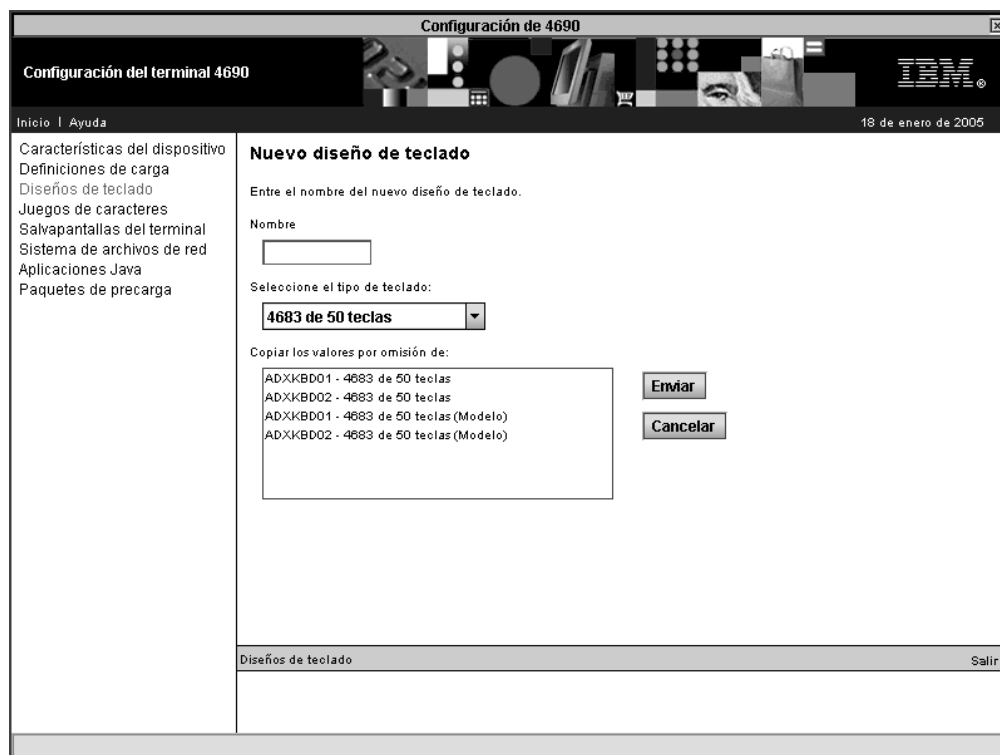 Configuración de 4690
Configuración del terminal 4690
IBM®
Inicio | Ayuda
18 de enero de 2005
Características del dispositivo
Definiciones de carga
Diseños de teclado
Juegos de caracteres
Salvapantallas del terminal
Sistema de archivos de red
Aplicaciones Java
Paquetes de precarga
Nuevo diseño de teclado
Entre el nombre del nuevo diseño de teclado.
Nombre
Seleccione el tipo de teclado:
4683 de 50 teclas
Copiar los valores por omisión de:
ADXKBD01 - 4683 de 50 teclas
ADXKBD02 - 4683 de 50 teclas
ADXKBD01 - 4683 de 50 teclas (Modelo)
ADXKBD02 - 4683 de 50 teclas (Modelo)
Enviar
Cancelar
Diseños de teclado
Salir